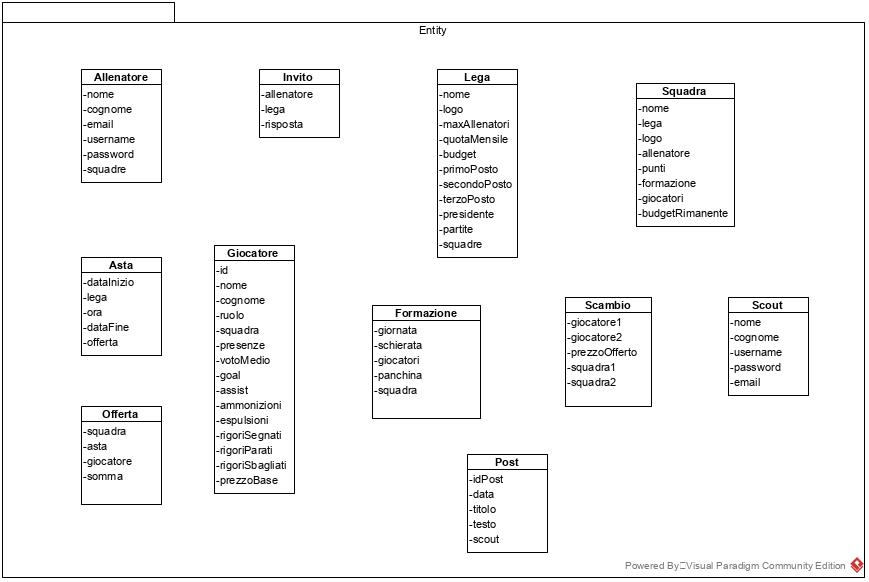 Entity
Allenatore
-nome
-cognome
-email
-username
-password
-squadre
Invito
-allenatore
-lega
-risposta
Lega
-nome
-logo
-maxAllenatori
-quotaMensile
-budget
-primoPosto
-secondoPosto
-terzoPosto
-presidente
-partite
-squadre
Squadra
-nome
-lega
-logo
-allenatore
-punti
-formazione
-giocatori
-budgetRimanente
Asta
-dataInizio
-lega
-ora
-dataFine
-offerta
Giocatore
-id
-nome
-cognome
-ruolo
-squadra
-presenze
-votoMedio
-goal
-assist
-ammonizioni
-espulsioni
-rigoriSegnati
-rigoriParati
-rigoriSbagliati
-prezzoBase
Formazione
-giornata
-schierata
-giocatori
-panchina
-squadra
Scambio
-giocatore1
-giocatore2
-prezzoOfferto
-squadra1
-squadra2
Scout
-nome
-cognome
-username
-password
-email
Offerta
-squadra
-asta
-giocatore
-somma
Post
-idPost
-data
-titolo
-testo
-scout
Powered By Visual Paradigm Community Edition